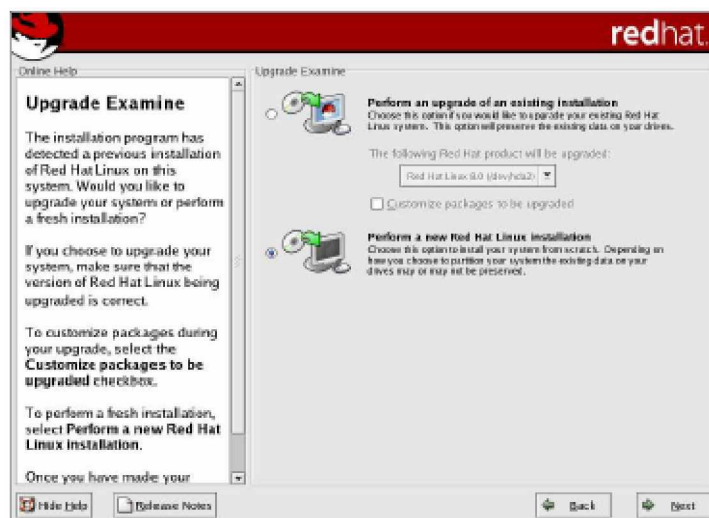 redhat.
Online Help
Upgrade Examine
The installation program has
detected a previous installation
of Red Hat Linux on this
system. Would you like to
upgrade your system or perform
a fresh installation?
If you choose to upgrade your
system, make sure that the
version of Red Hat Linux being
upgraded is correct.
To customize packages during
your upgrade, select the
Customize packages to be
upgraded checkbox.
To perform a fresh installation,
select Perform a new Red Hat
Linux installation.
Once you have made your
Upgrade Examine
Perform an upgrade of an existing installation
Choose this option if you would like to upgrade your existing Red Hat
Linux system. This option will preserve the existing data on your drives.
The following Red Hat product will be upgraded:
Red Hat Linux 8.0 (/dev/hda2)
Customize packages to be upgraded
Perform a new Red Hat Linux installation
Choose this option to install your system from scratch. Depending on
how you choose to partition your system the existing data on your
drives may or may not be preserved.
Hide Help
Release Notes
Back
Next